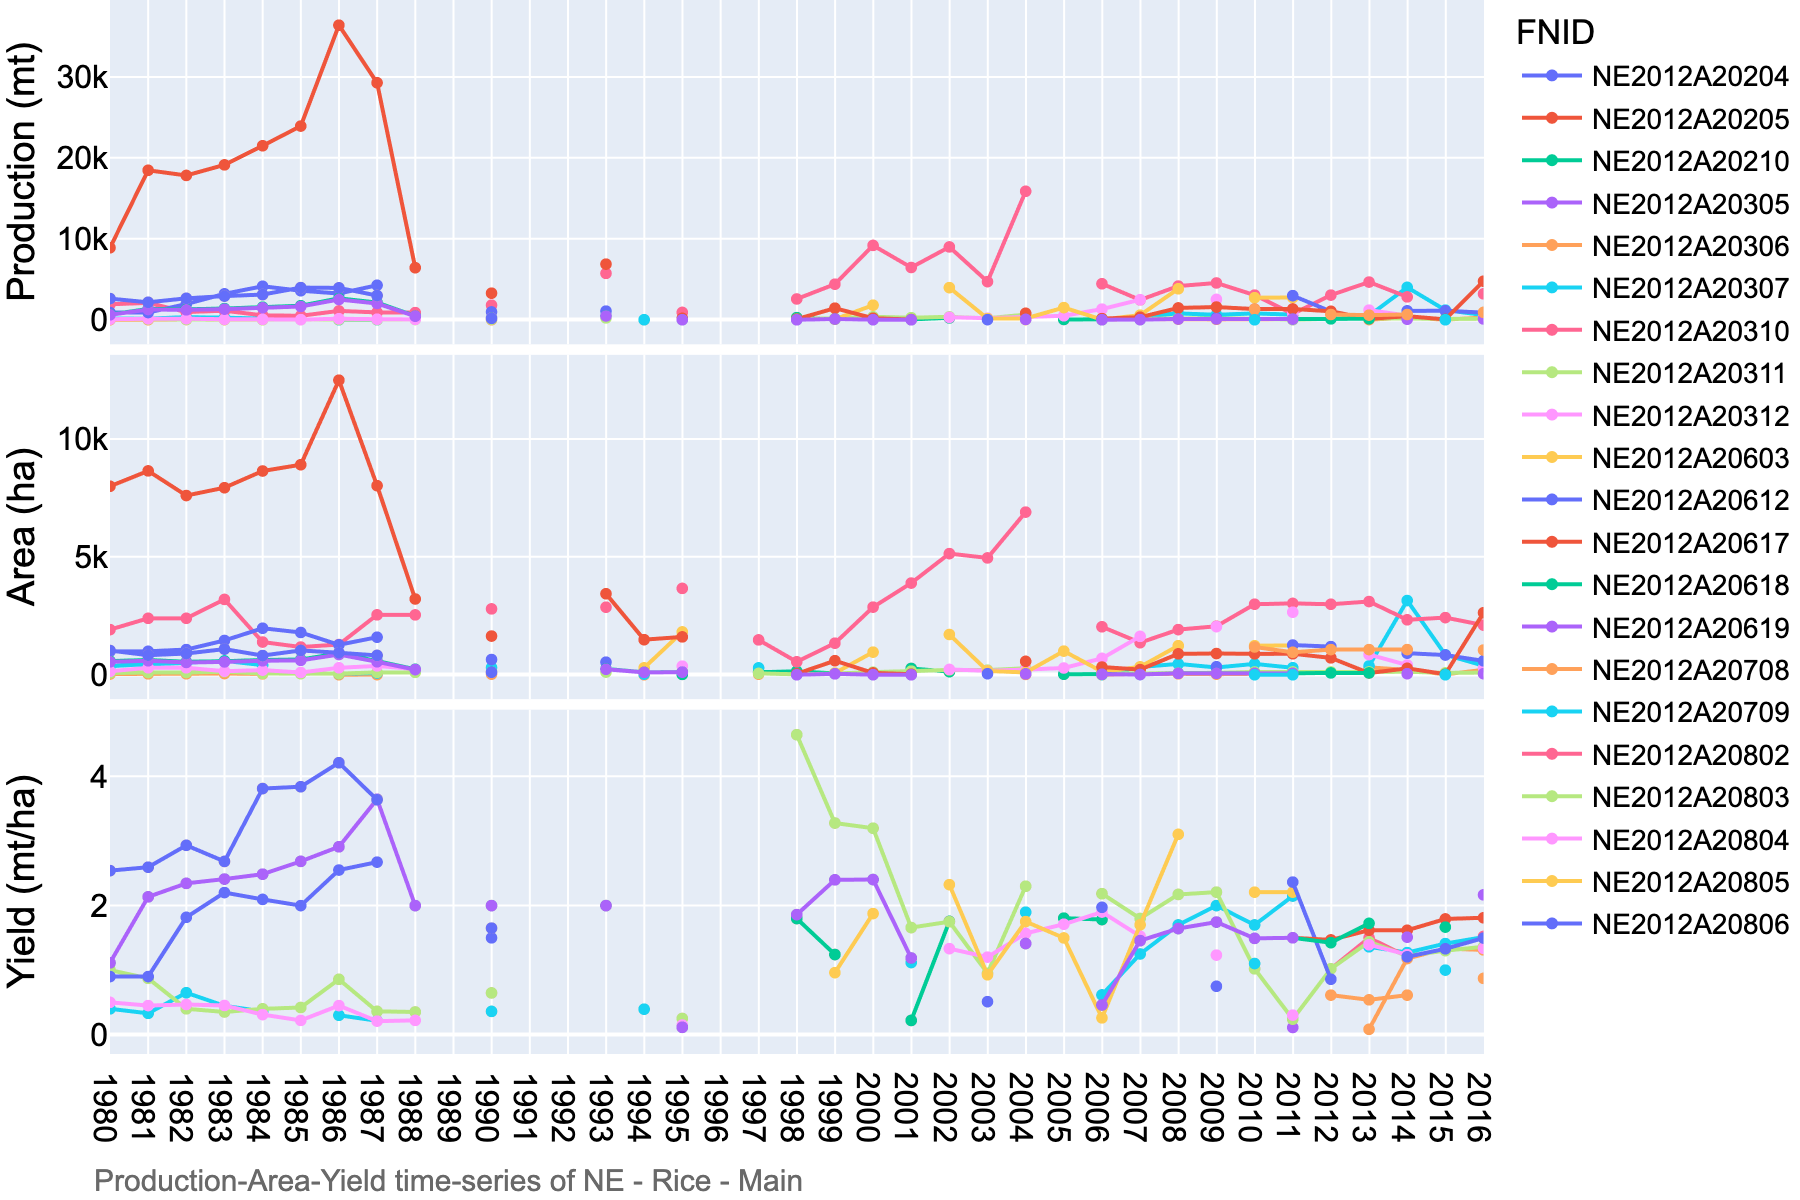 Production (mt)
30k
20k
10k
0
Area (ha)
10k
5k
0
Yield (mt/ha)
4
2
0
1980
1981
1982
1983
1984
1985
1986
1987
1988
1989
1990
1991
1992
1993
1994
1995
1996
1997
1998
1999
2000
2001
2002
2003
2004
2005
2006
2007
2008
2009
2010
2011
2012
2013
2014
2015
2016
Production-Area-Yield time-series of NE - Rice - Main
FNID
NE2012A20204
NE2012A20205
NE2012A20210
NE2012A20305
NE2012A20306
NE2012A20307
NE2012A20310
NE2012A20311
NE2012A20312
NE2012A20603
NE2012A20612
NE2012A20617
NE2012A20618
NE2012A20619
NE2012A20708
NE2012A20709
NE2012A20802
NE2012A20803
NE2012A20804
NE2012A20805
NE2012A20806